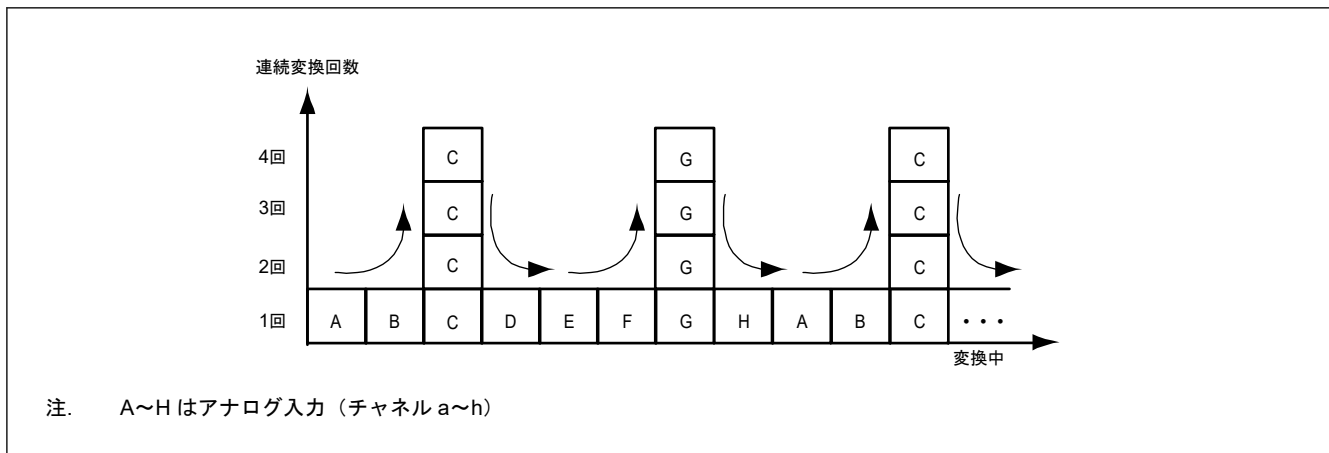 連続変換回数
4回 C G C
3回 C G C
2回 C G C
1回 A B C D E F G H A B C ・・・
変換中
注. A～H はアナログ入力（チャネル a～h）